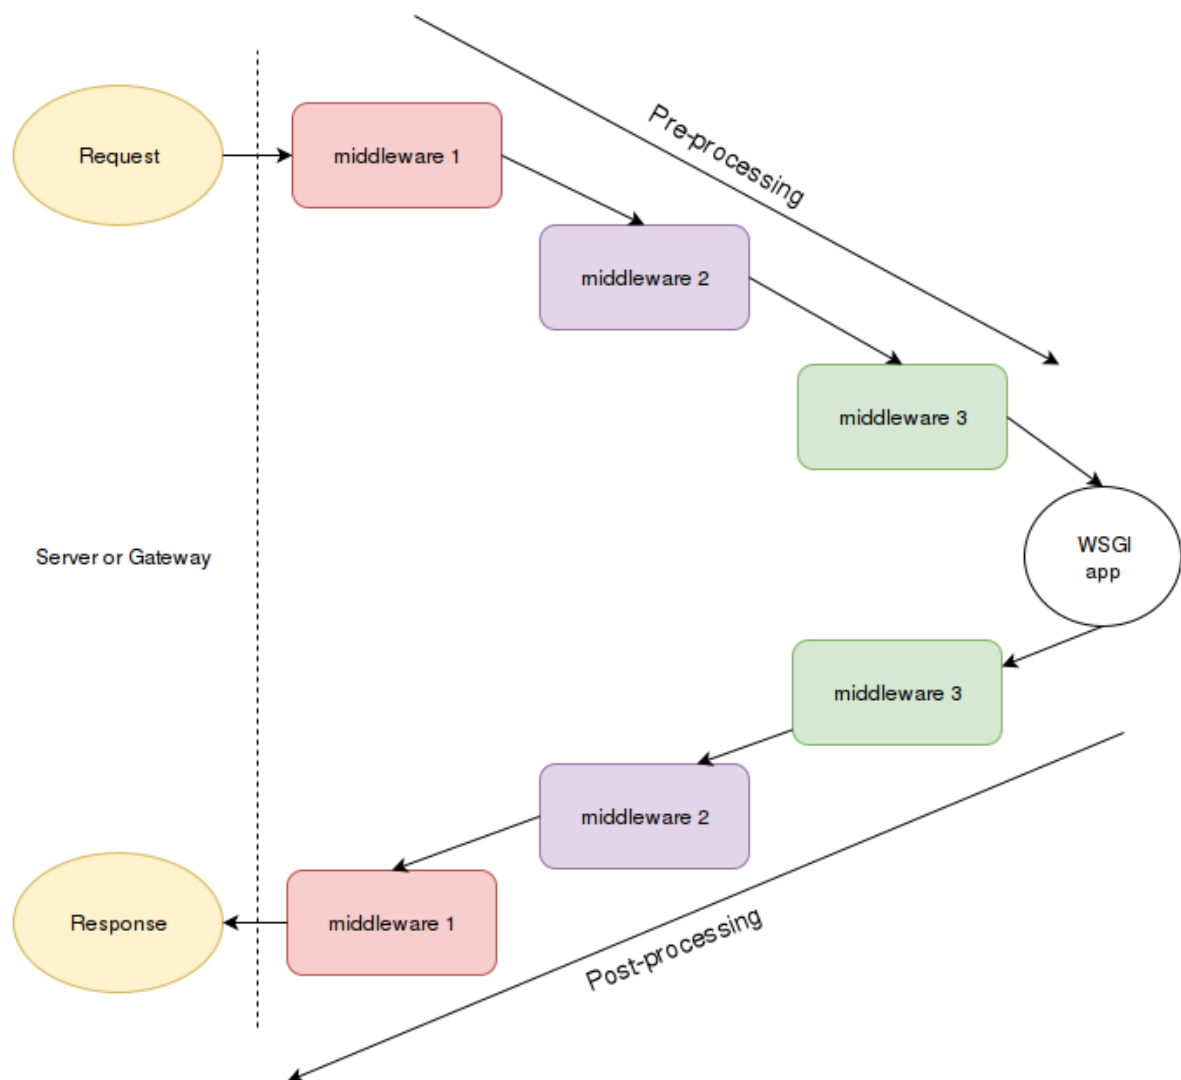 Pre-processing
Request
middleware 1
middleware 2
middleware 3
Server or Gateway
WSGI
app
middleware 3
middleware 2
middleware 1
Response
Post-processing